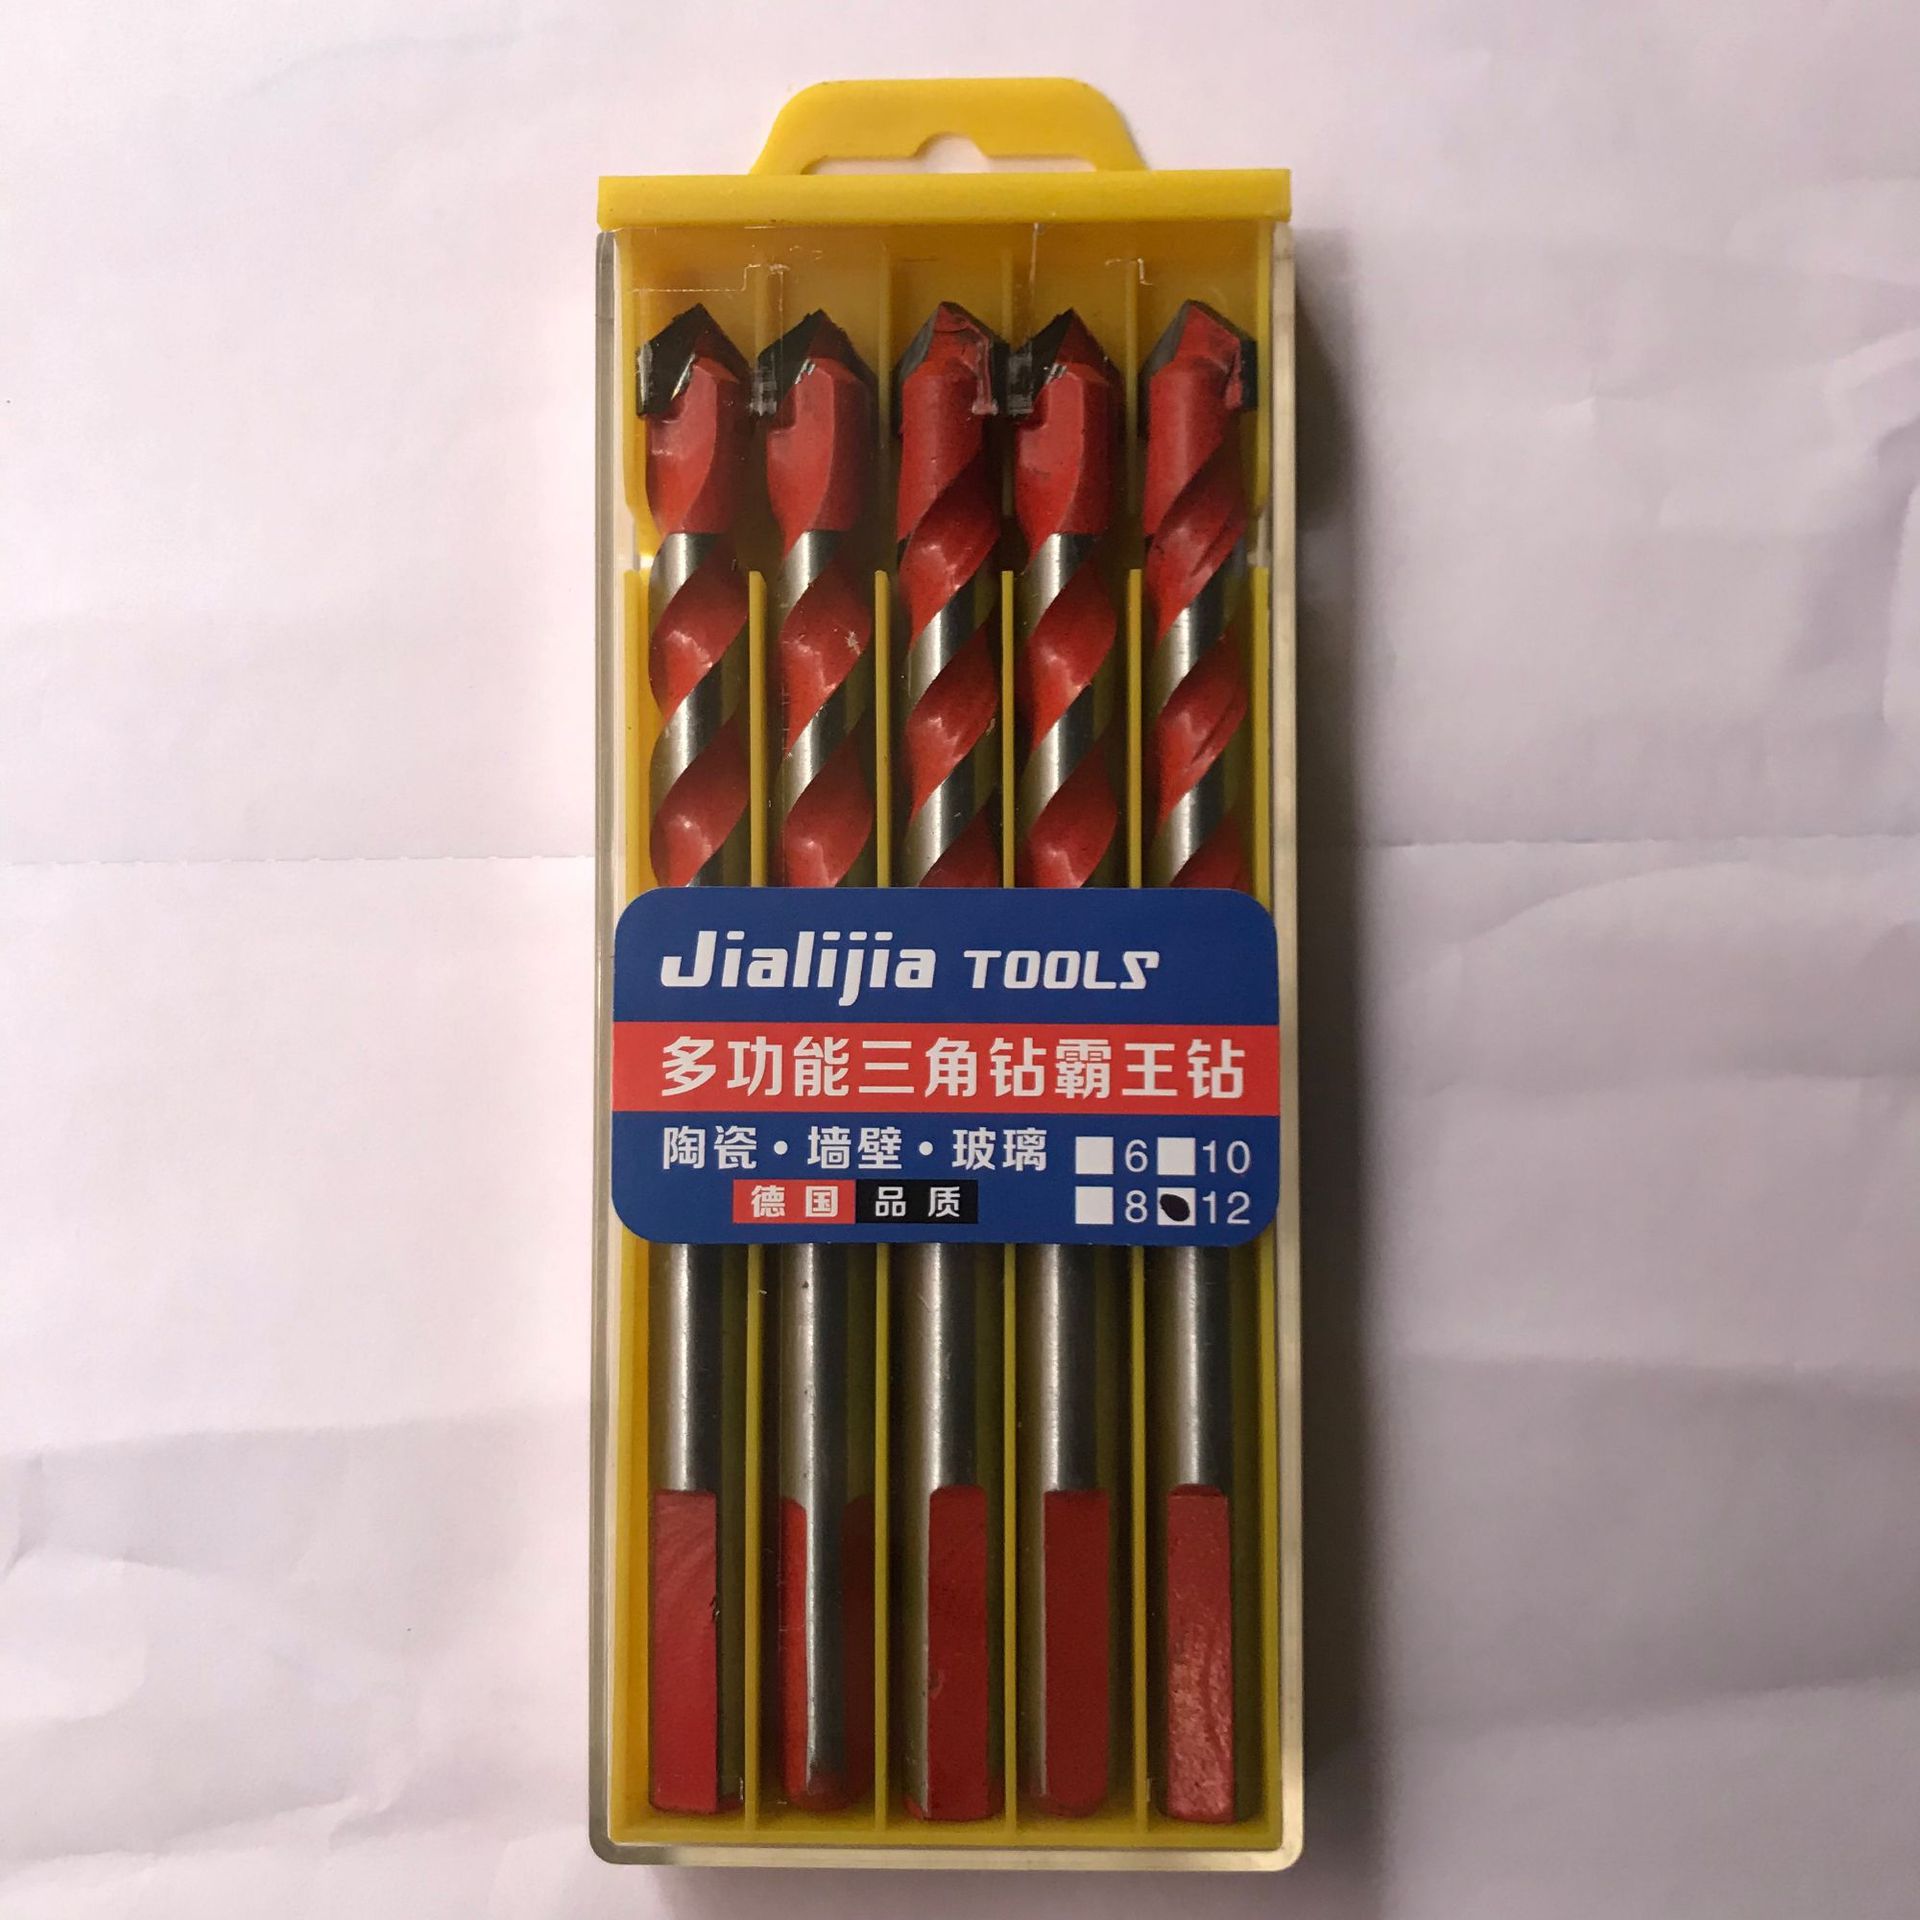 Jialijia TOOLS
多功能三角钻霸王钻
陶瓷·墙壁·玻璃 6 10
德国品质 8 12